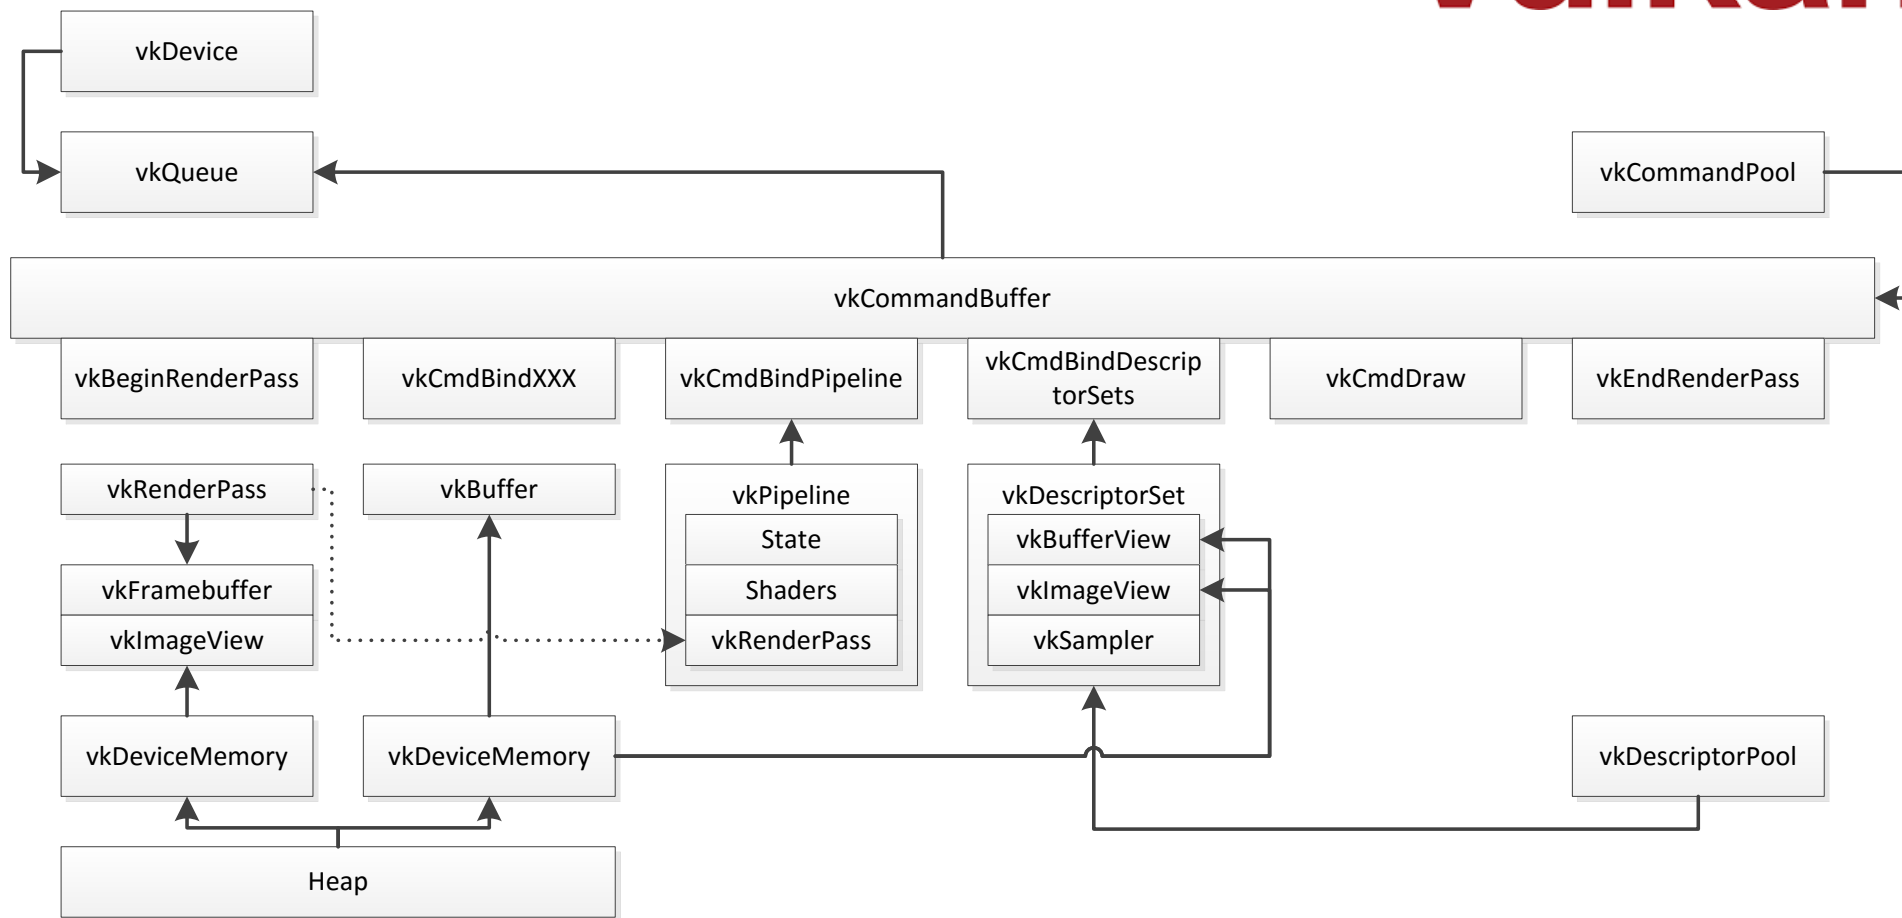 vkDevice
vkQueue
vkCommandPool
vkCommandBuffer
vkBeginRenderPass
vkCmdBindXXX
vkCmdBindPipeline
vkCmdBindDescrip
torSets
vkCmdDraw
vkEndRenderPass
vkRenderPass
vkBuffer
vkPipeline
vkDescriptorSet
State
vkBufferView
vkFramebuffer
Shaders
vkImageView
vkImageView
vkRenderPass
vkSampler
vkDeviceMemory
vkDeviceMemory
vkDescriptorPool
Heap